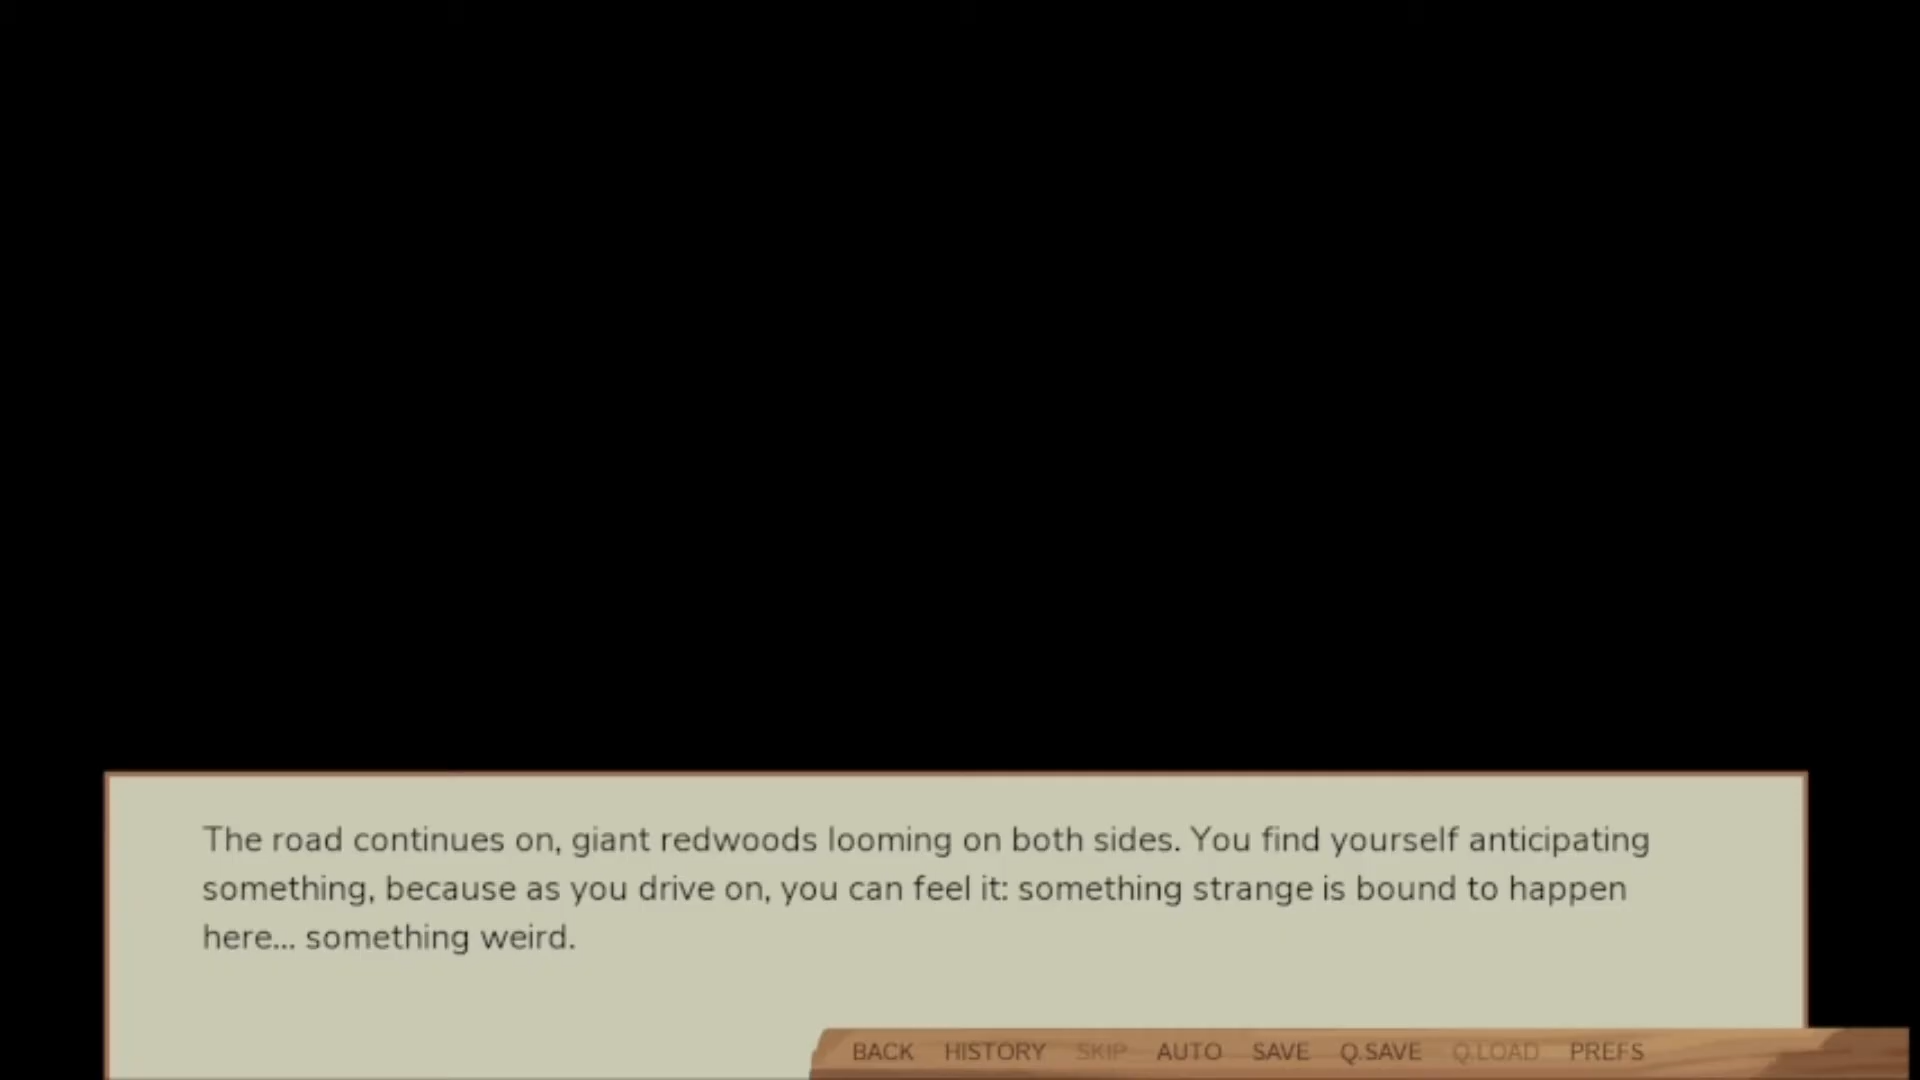 The road continues on, giant redwoods looming on both sides. You find yourself anticipating
something, because as you drive on, you can feel it: something strange is bound to happen
here... something weird.
BACK HISTORY SKIP AUTO SAVE Q.SAVE Q.LOAD PREFS